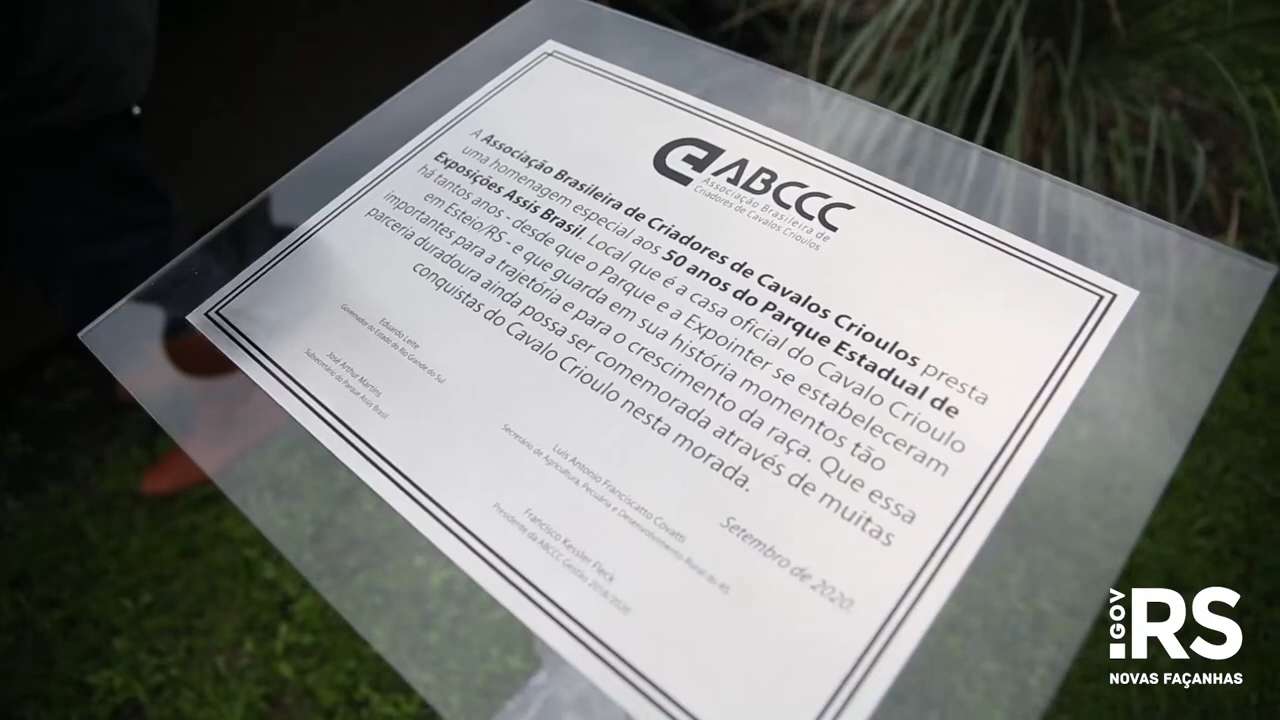 ABCCC
Associação Brasileira de
Criadores de Cavalos Crioulos
A Associação Brasileira de Criadores de Cavalos Crioulos presta
uma homenagem especial aos 50 anos do Parque Estadual de
Exposições Assis Brasil. Local que é a casa oficial do Cavalo Crioulo
há tantos anos - desde que o Parque e a Expointer se estabeleceram
em Esteio/RS - e que guarda em sua história momentos tão
importantes para a trajetória e para o crescimento da raça. Que essa
parceria duradoura ainda possa ser comemorada através de muitas
conquistas do Cavalo Crioulo nesta morada.
Setembro de 2020.
Eduardo Leite
Governador do Estado do Rio Grande do Sul
Luis Antonio Franciscatto Covatti
Secretário de Agricultura, Pecuária e Desenvolvimento Rural do RS
José Arthur Martins
Subsecretário do Parque Assis Brasil
Francisco Kessler Fleck
Presidente da ABCCC Gestão
GOV RS
NOVAS FAÇANHAS